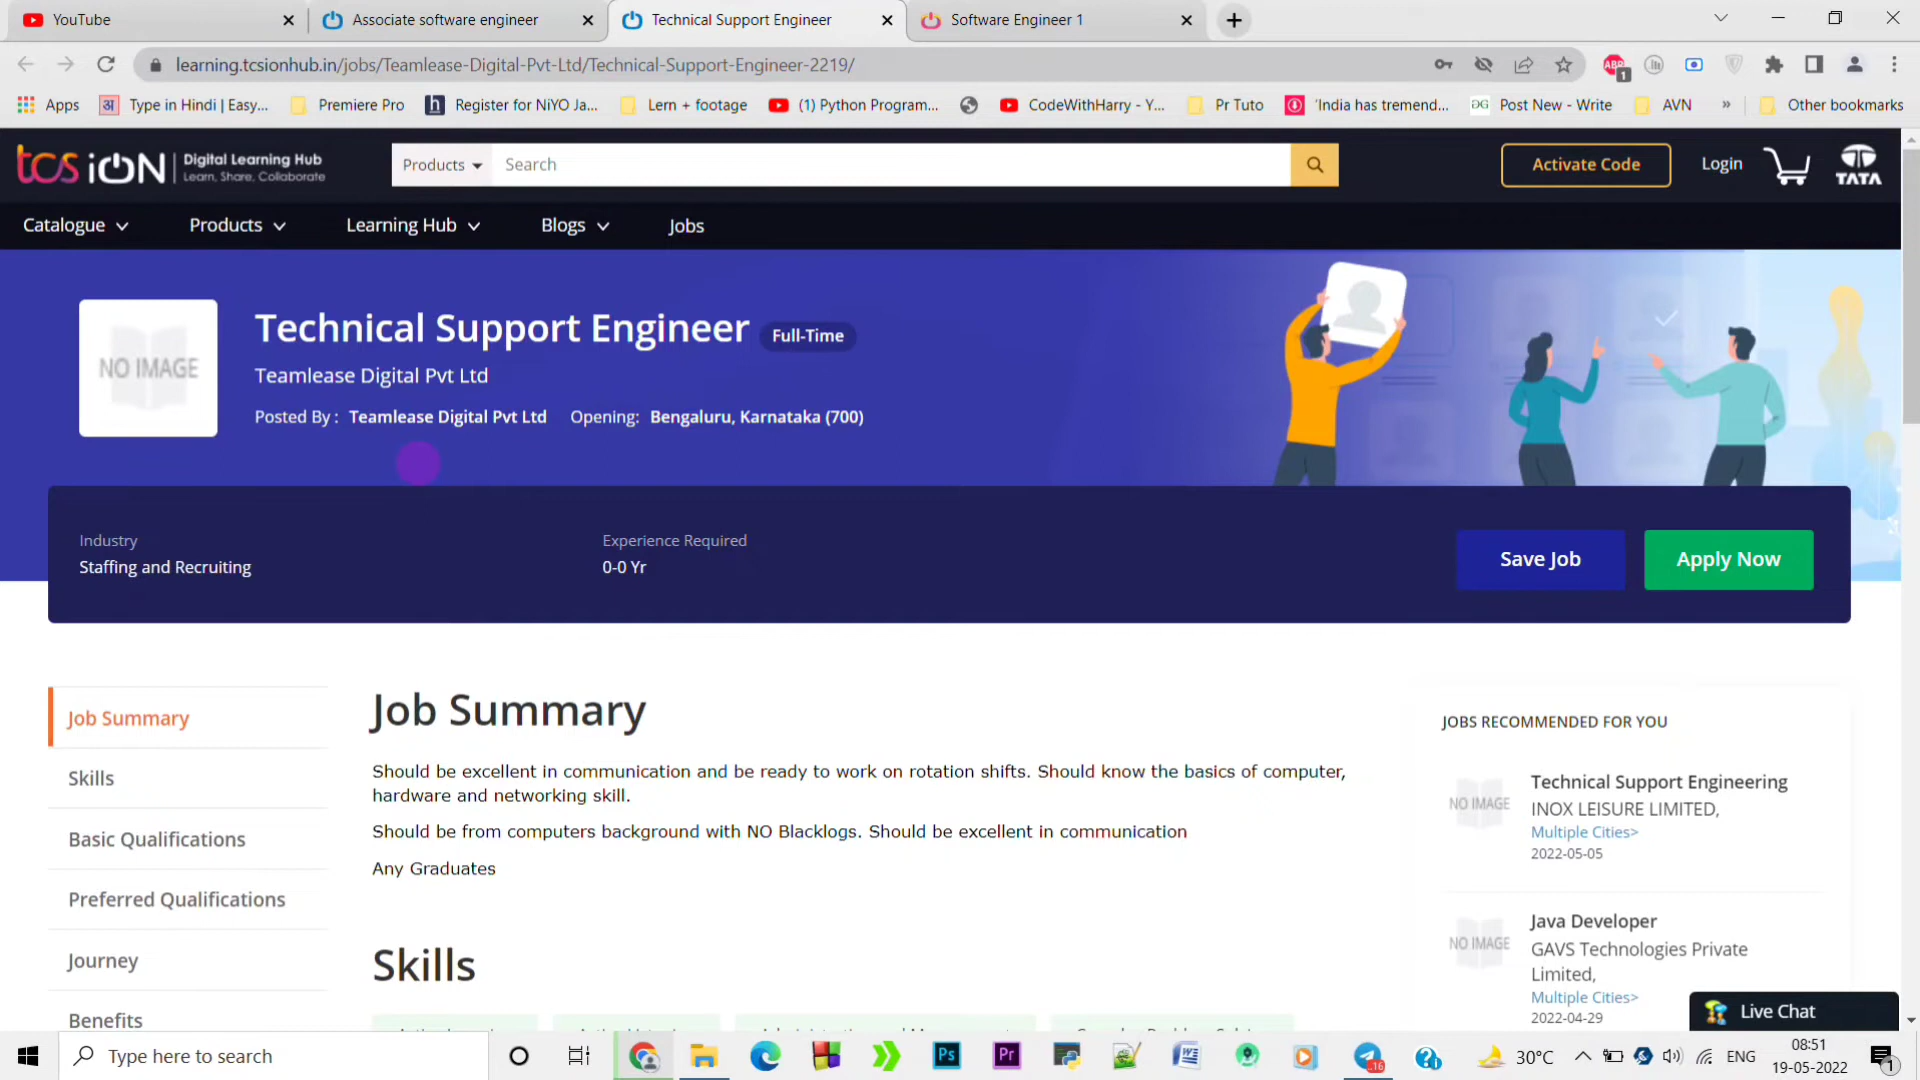 YouTube
Associate software engineer
Technical Support Engineer
Software Engineer 1
learning.tcsionhub.in/jobs/Teamlease-Digital-Pvt-Ltd/Technical-Support-Engineer-2219/
ABP 1
Apps
अ Type in Hindi | Easy...
Premiere Pro
h Register for NiYO Ja...
Lern + footage
(1) Python Program...
CodeWithHarry - Y...
Pr Tuto
'India has tremend...
Post New - Write
AVN
»
Other bookmarks
tcs iON | Digital Learning Hub
Learn. Share. Collaborate
Products
Search
Activate Code
Login
TATA
Catalogue
Products
Learning Hub
Blogs
Jobs
NO IMAGE
Technical Support Engineer
Full-Time
Teamlease Digital Pvt Ltd
Posted By : Teamlease Digital Pvt Ltd Opening: Bengaluru, Karnataka (700)
Industry
Staffing and Recruiting
Experience Required
0-0 Yr
Save Job
Apply Now
Job Summary
Skills
Basic Qualifications
Preferred Qualifications
Journey
Benefits
Job Summary
Should be excellent in communication and be ready to work on rotation shifts. Should know the basics of computer,
hardware and networking skill.
Should be from computers background with NO Blacklogs. Should be excellent in communication
Any Graduates
Skills
JOBS RECOMMENDED FOR YOU
NO IMAGE
Technical Support Engineering
INOX LEISURE LIMITED,
Multiple Cities>
2022-05-05
NO IMAGE
Java Developer
GAVS Technologies Private
Limited,
Multiple Cities>
2022-04-29
Live Chat
Type here to search
Ps
Pr
16
30°C
ENG
08:51
19-05-2022
1